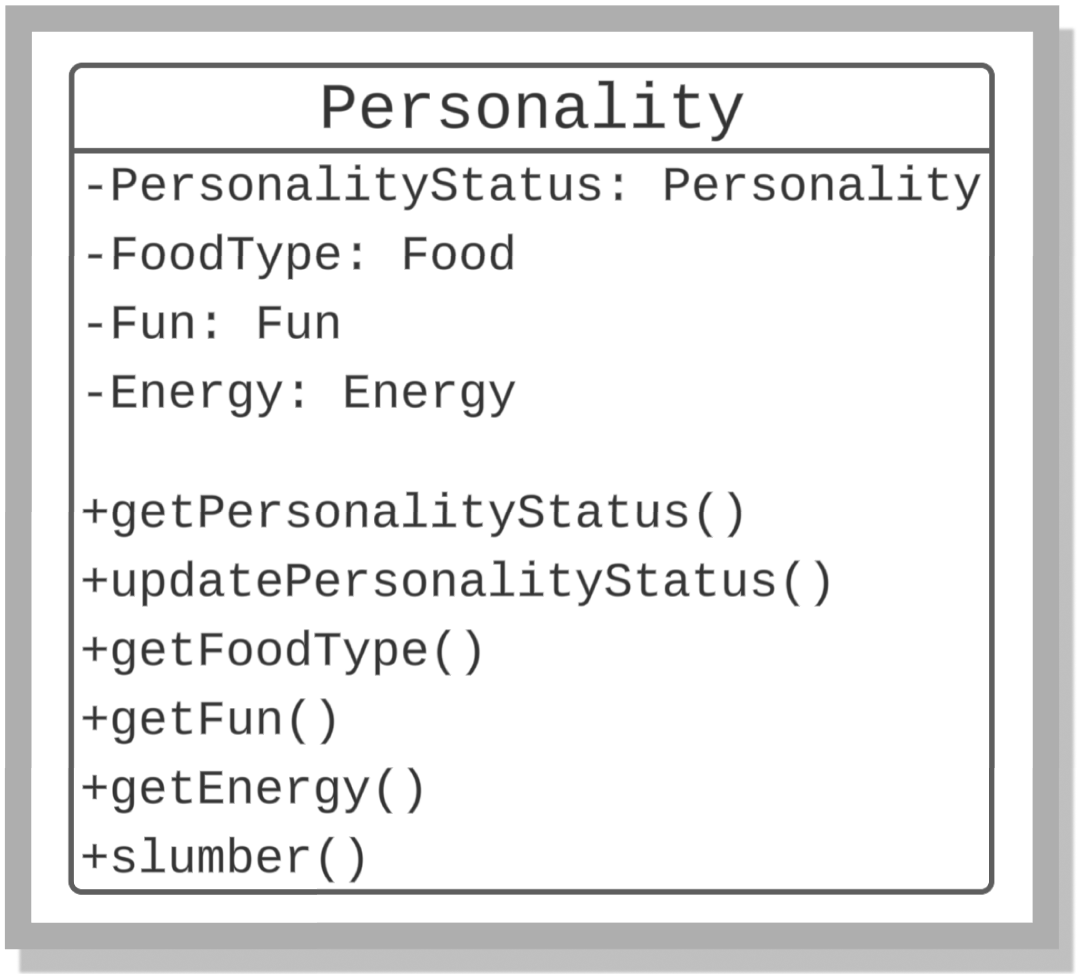 Personality
-PersonalityStatus: Personality
-FoodType: Food
-Fun: Fun
-Energy: Energy
+getPersonalityStatus()
+updatePersonalityStatus()
+getFoodType()
+getFun()
+getEnergy()
+slumber()